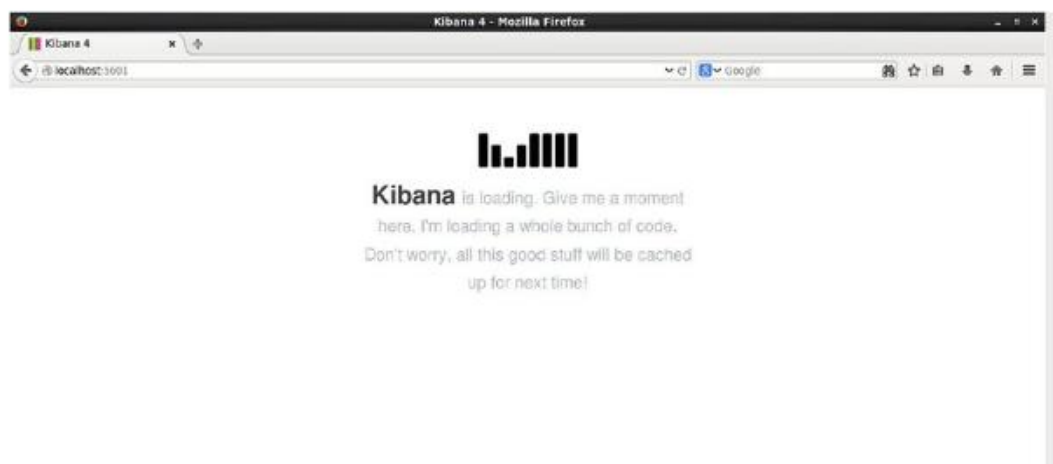 Kibana 4 - Mozilla Firefox
Kibana 4
localhost:5601
Google
Kibana is loading. Give me a moment
here. I'm loading a whole bunch of code.
Don't worry, all this good stuff will be cached
up for next time!